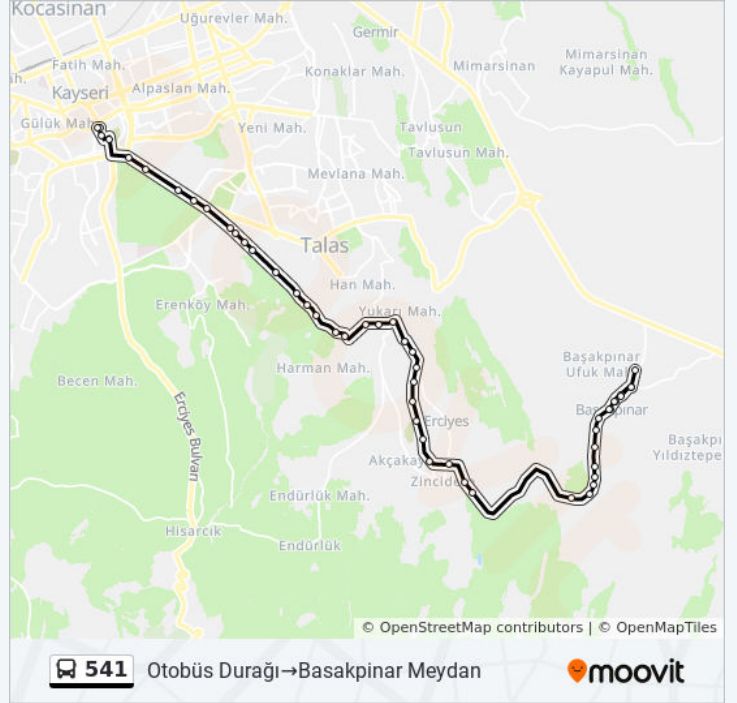 Kocasinan
Uğurevler Mah.
Germir
Fatih Mah.
Konaklar Mah.
Mimarsinan
Mimarsinan
Kayapul Mah.
Kayseri
Alpaslan Mah.
Gülük Mah
Yeni Mah.
Tavlusun
Tavlusun Mah.
Mevlana Mah.
Talas
Han Mah.
Erenköy Mah.
Yukarı Mah.
Harman Mah.
Başakpınar
Ufuk Mah
Becen Mah.
Erciyes Bulvarı
Erciyes
Başakpınar
Başakpı
Yıldıztepe
Akçakay
Zincide
Endürlük Mah.
Hisarcık
Endürlük
© OpenStreetMap contributors | © OpenMapTiles
541 Otobüs Durağı→Basakpinar Meydan
moovit